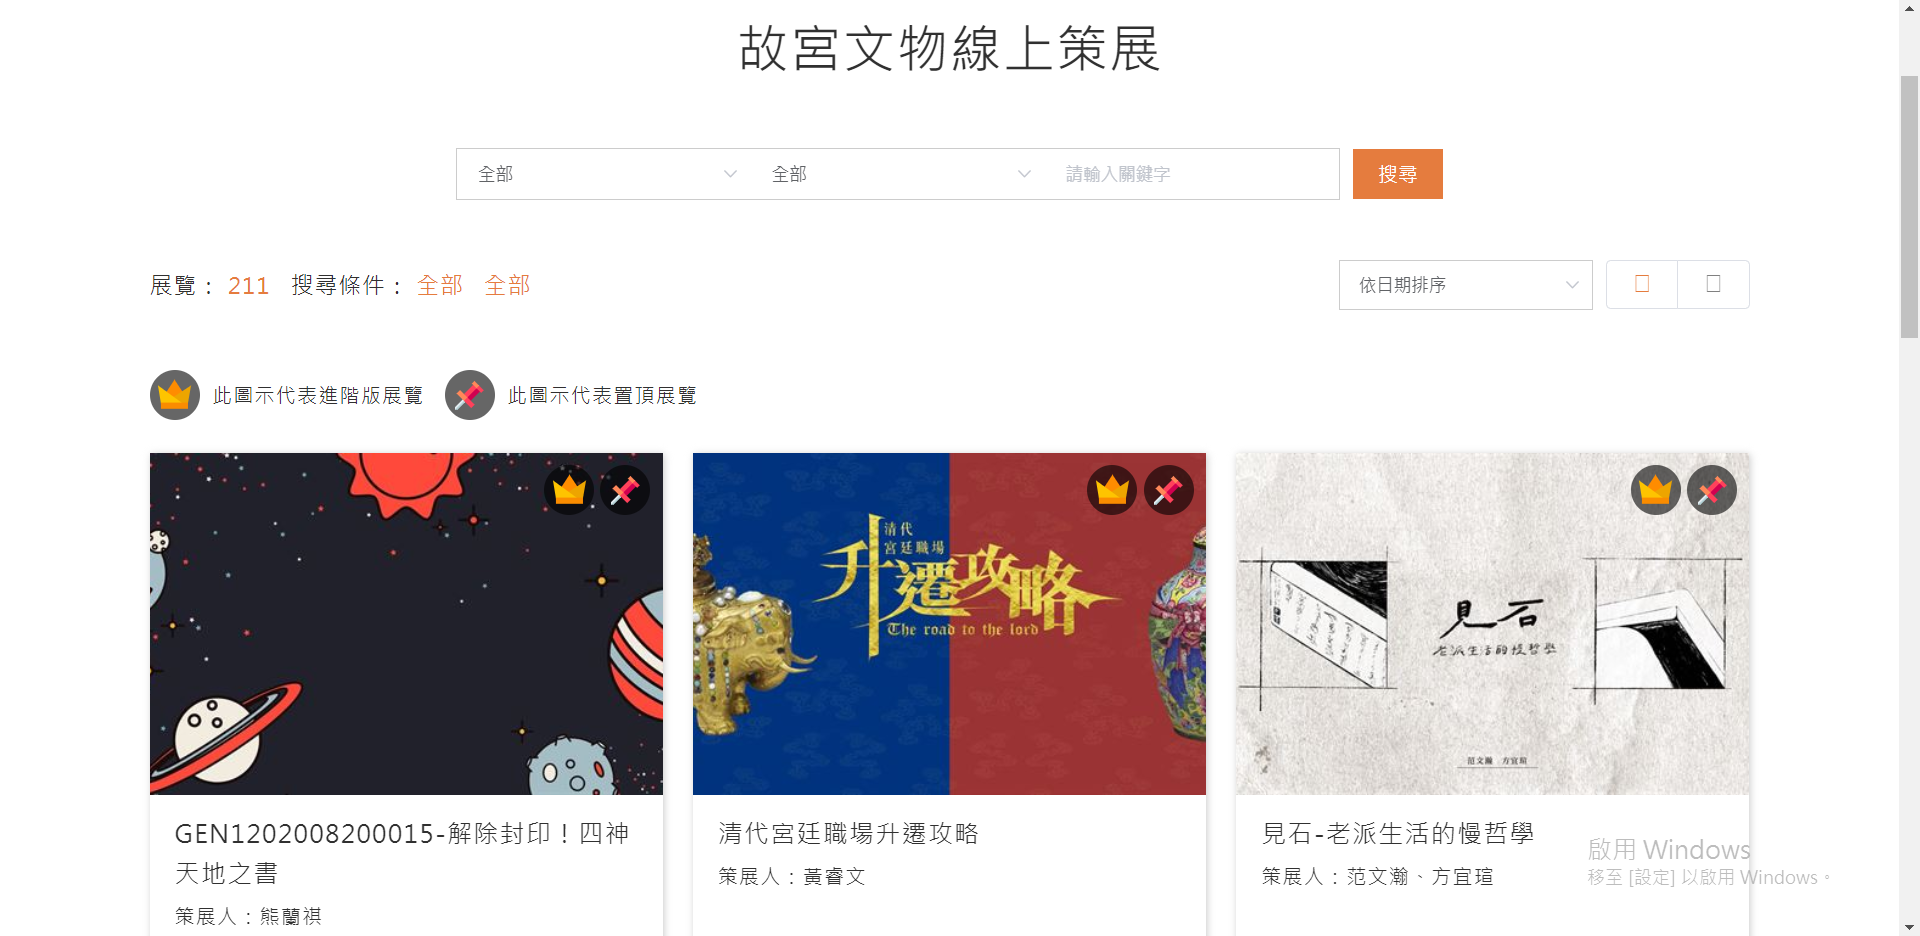 故宮文物線上策展
全部 全部 請輸入關鍵字 搜尋
展覽： 211 搜尋條件： 全部 全部 依日期排序
此圖示代表進階版展覽 此圖示代表置頂展覽
清代
宮廷職場
升遷攻略
The road to the lord
見石
老派生活的慢哲學
范文瀚 方宜瑄
GEN1202008200015-解除封印！四神
天地之書
策展人：熊蘭祺
清代宮廷職場升遷攻略
策展人：黃睿文
見石-老派生活的慢哲學
策展人：范文瀚、方宜瑄
啟用 Windows
移至 [設定] 以啟用 Windows。